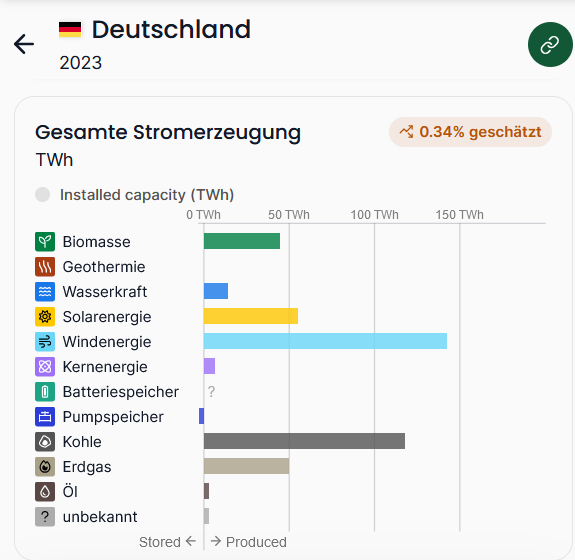 Deutschland
2023
Gesamte Stromerzeugung
0.34% geschätzt
TWh
Installed capacity (TWh)
0 TWh 50 TWh 100 TWh 150 TWh
Biomasse
Geothermie
Wasserkraft
Solarenergie
Windenergie
Kernenergie
Batteriespeicher ?
Pumpspeicher
Kohle
Erdgas
Öl
? unbekannt
Stored ← → Produced